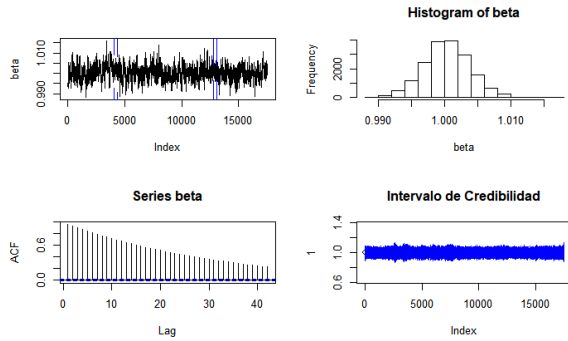 beta
0.990
1.010
0
5000
10000
15000
Index
Histogram of beta
Frequency
0
2000
0.990
1.000
1.010
beta
Series beta
ACF
0.0
0.6
0
10
20
30
40
Lag
Intervalo de Credibilidad
1
0.6
1.0
1.4
0
5000
10000
15000
Index